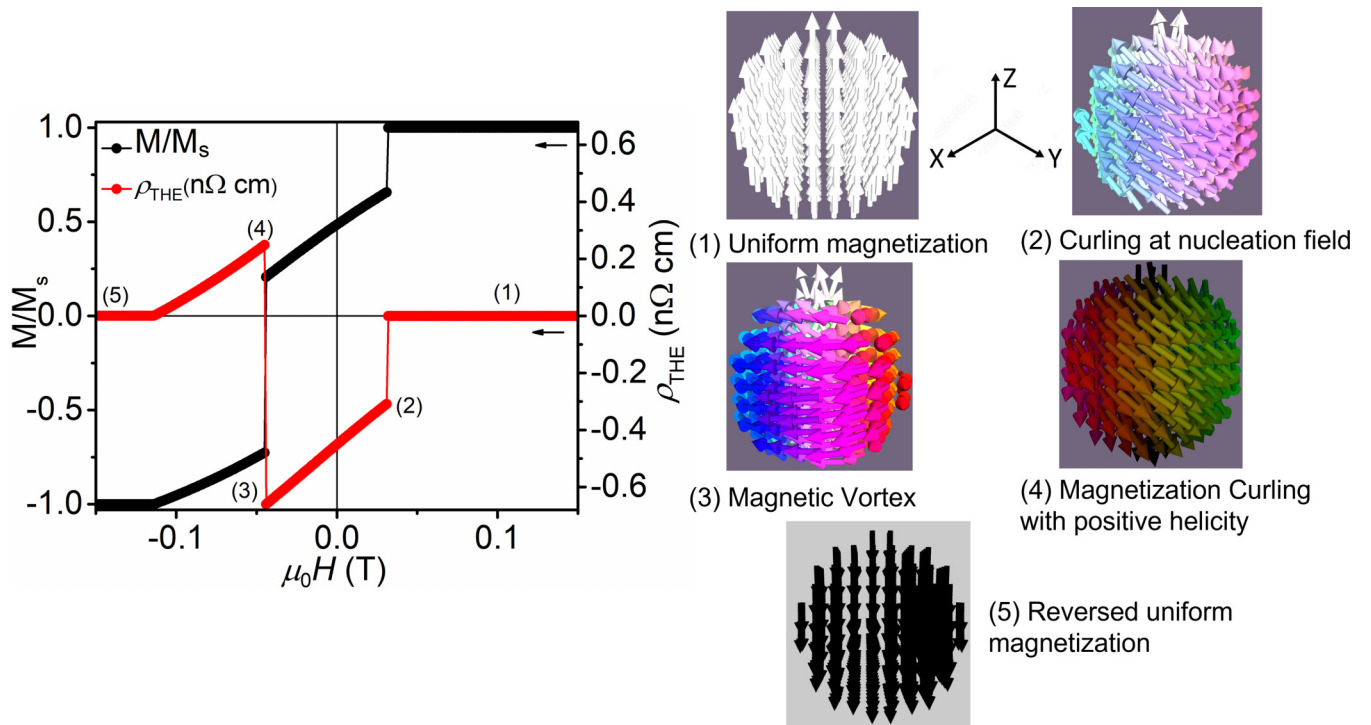 M/Mₛ
ρ_THE(nΩ cm)
1.0
0.5
0.0
-0.5
-1.0
M/Mₛ
-0.1
0.0
0.1
μ₀H (T)
0.6
0.4
0.2
0.0
-0.2
-0.4
-0.6
ρ_THE (nΩ cm)
(5)
(4)
(1)
(2)
(3)
Z
X
Y
(1) Uniform magnetization
(2) Curling at nucleation field
(3) Magnetic Vortex
(4) Magnetization Curling
with positive helicity
(5) Reversed uniform
magnetization